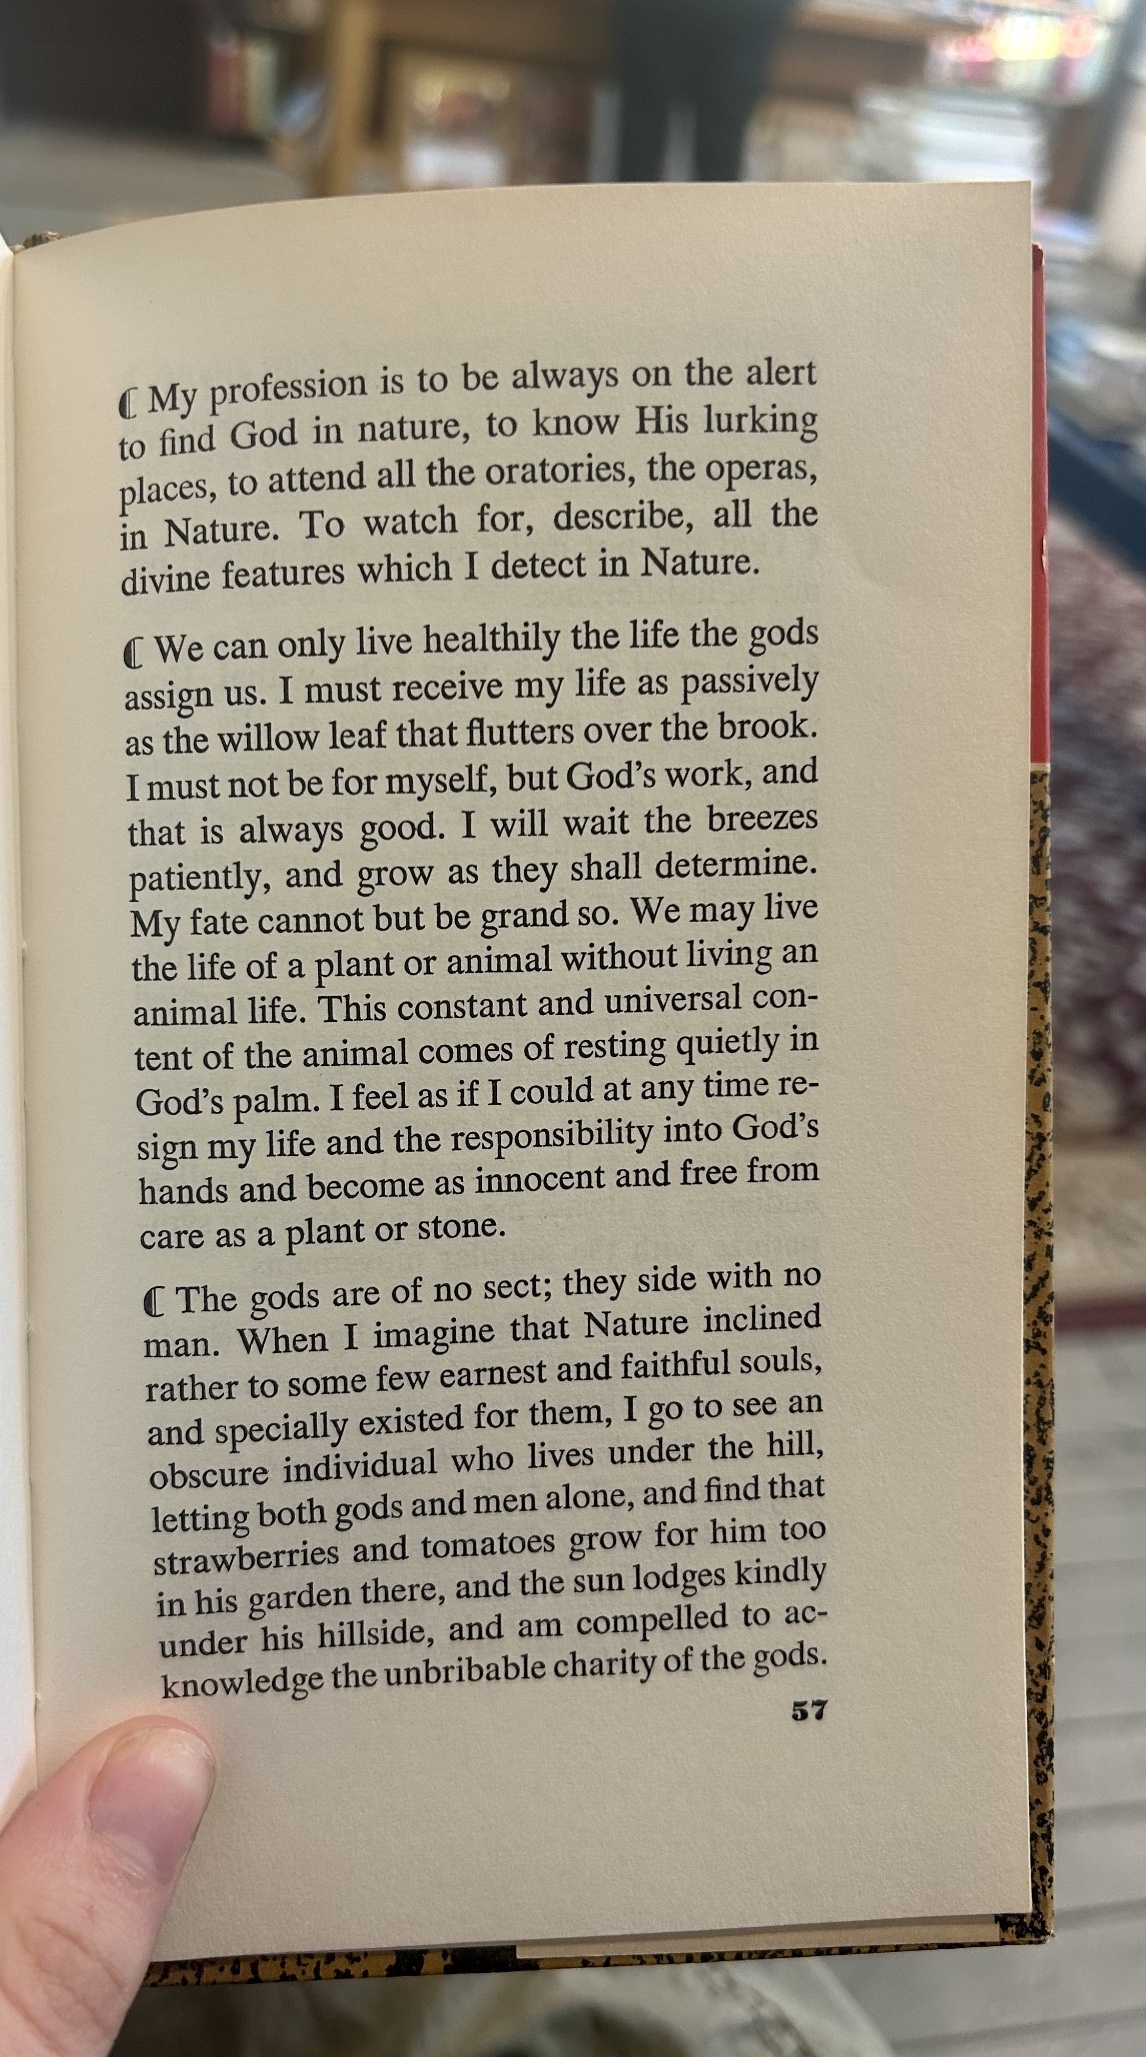 ⸿ My profession is to be always on the alert
to find God in nature, to know His lurking
places, to attend all the oratories, the operas,
in Nature. To watch for, describe, all the
divine features which I detect in Nature.
⸿ We can only live healthily the life the gods
assign us. I must receive my life as passively
as the willow leaf that flutters over the brook.
I must not be for myself, but God's work, and
that is always good. I will wait the breezes
patiently, and grow as they shall determine.
My fate cannot but be grand so. We may live
the life of a plant or animal without living an
animal life. This constant and universal con-
tent of the animal comes of resting quietly in
God's palm. I feel as if I could at any time re-
sign my life and the responsibility into God's
hands and become as innocent and free from
care as a plant or stone.
⸿ The gods are of no sect; they side with no
man. When I imagine that Nature inclined
rather to some few earnest and faithful souls,
and specially existed for them, I go to see an
obscure individual who lives under the hill,
letting both gods and men alone, and find that
strawberries and tomatoes grow for him too
in his garden there, and the sun lodges kindly
under his hillside, and am compelled to ac-
knowledge the unbribable charity of the gods.
57